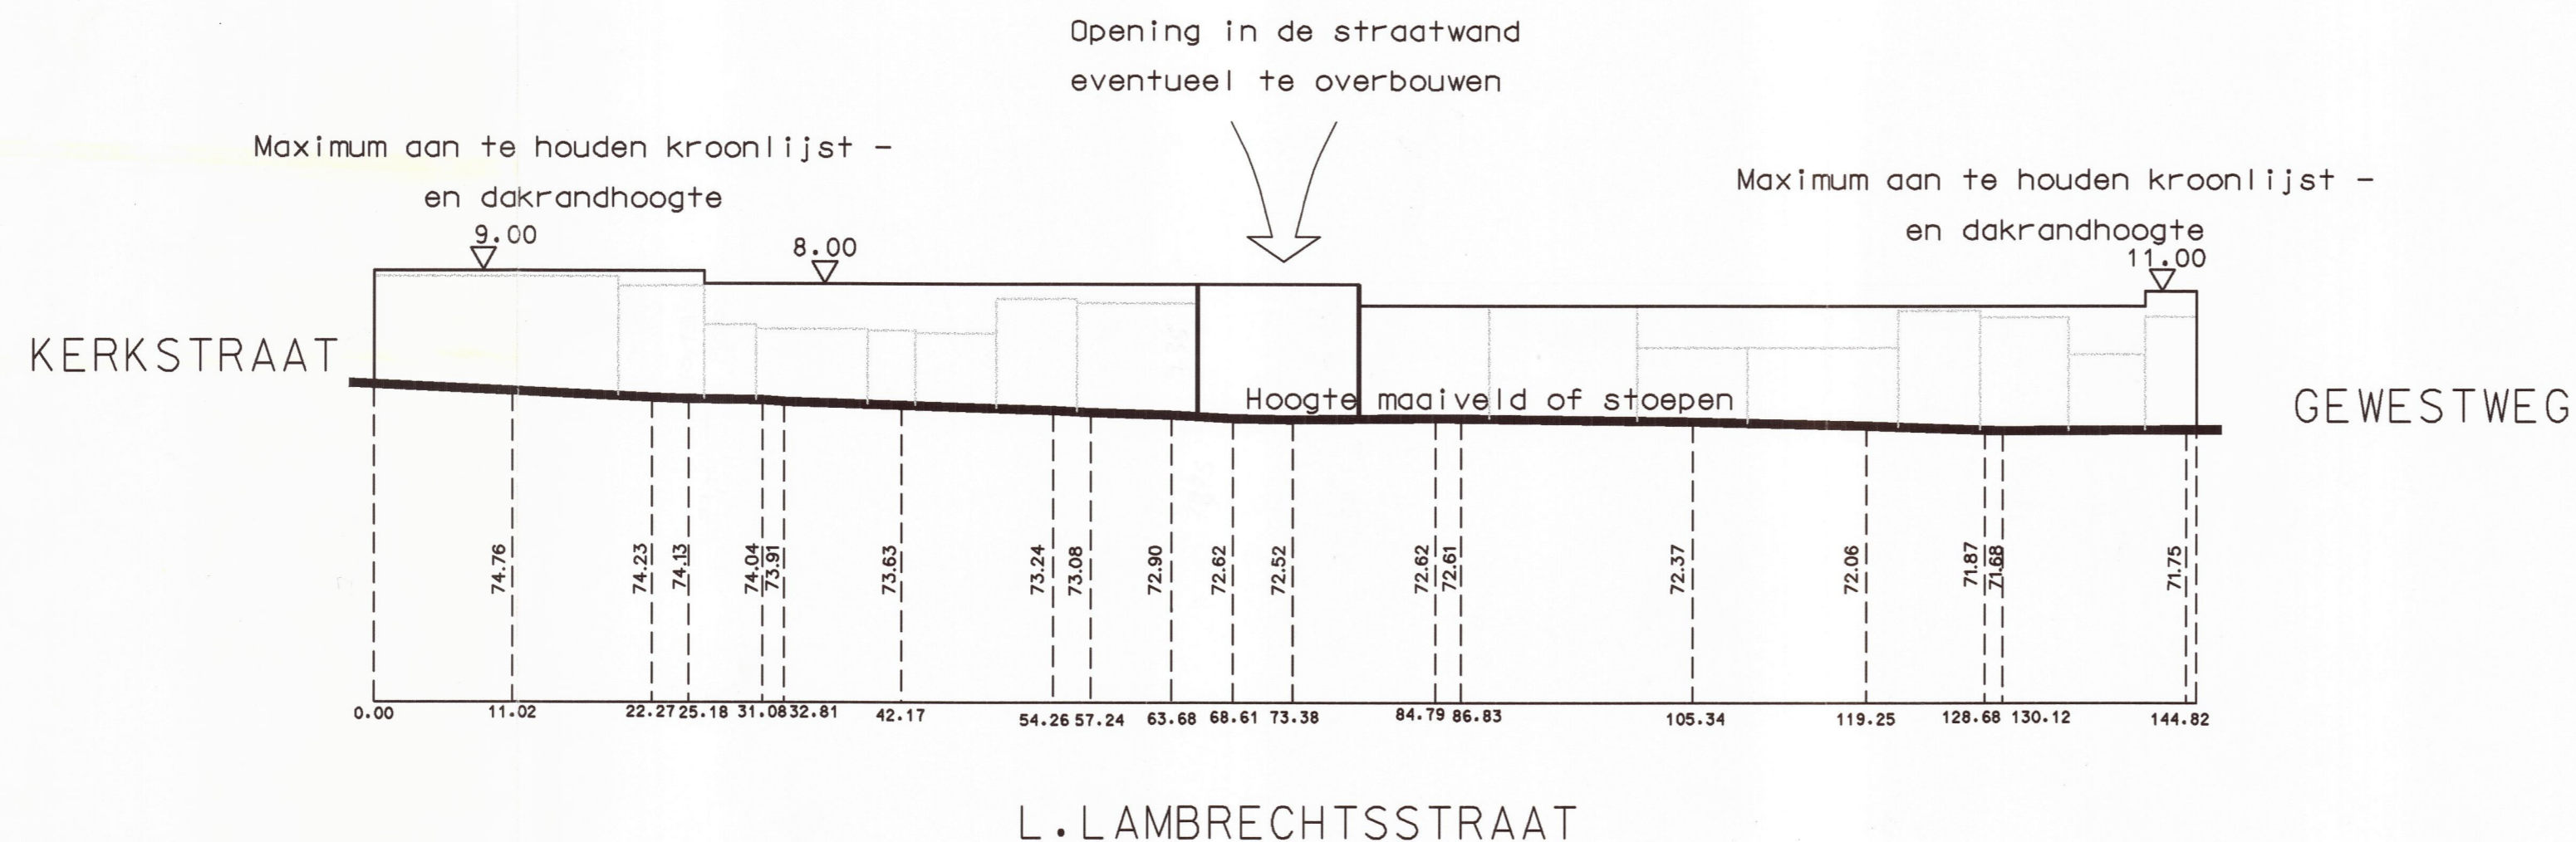 Opening in de straatwand
eventueel te overbouwen
Maximum aan te houden kroonlijst -
en dakrandhoogte
9.00
8.00
Maximum aan te houden kroonlijst -
en dakrandhoogte
11.00
KERKSTRAAT
Hoogte maaiveld of stoepen
GEWESTWEG
74.76
74.23
74.13
74.04
73.91
73.63
73.24
73.08
72.90
72.62
72.52
72.62
72.61
72.37
72.06
71.87
71.68
71.75
0.00 11.02 22.27 25.18 31.08 32.81 42.17 54.26 57.24 63.68 68.61 73.38 84.79 86.83 105.34 119.25 128.68 130.12 144.82
L.LAMBRECHTSSTRAAT